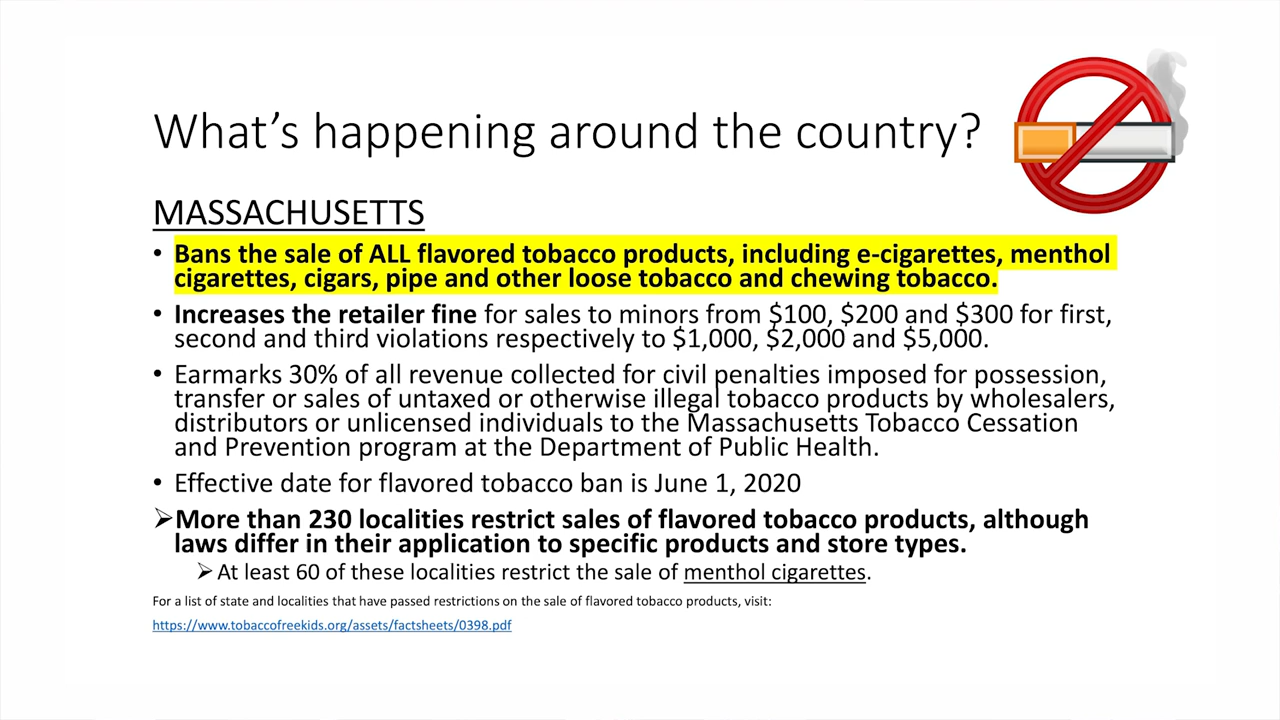 What's happening around the country?
MASSACHUSETTS
• Bans the sale of ALL flavored tobacco products, including e-cigarettes, menthol
cigarettes, cigars, pipe and other loose tobacco and chewing tobacco.
• Increases the retailer fine for sales to minors from $100, $200 and $300 for first,
second and third violations respectively to $1,000, $2,000 and $5,000.
• Earmarks 30% of all revenue collected for civil penalties imposed for possession,
transfer or sales of untaxed or otherwise illegal tobacco products by wholesalers,
distributors or unlicensed individuals to the Massachusetts Tobacco Cessation
and Prevention program at the Department of Public Health.
• Effective date for flavored tobacco ban is June 1, 2020
➢More than 230 localities restrict sales of flavored tobacco products, although
laws differ in their application to specific products and store types.
➢At least 60 of these localities restrict the sale of menthol cigarettes.
For a list of state and localities that have passed restrictions on the sale of flavored tobacco products, visit:
https://www.tobaccofreekids.org/assets/factsheets/0398.pdf